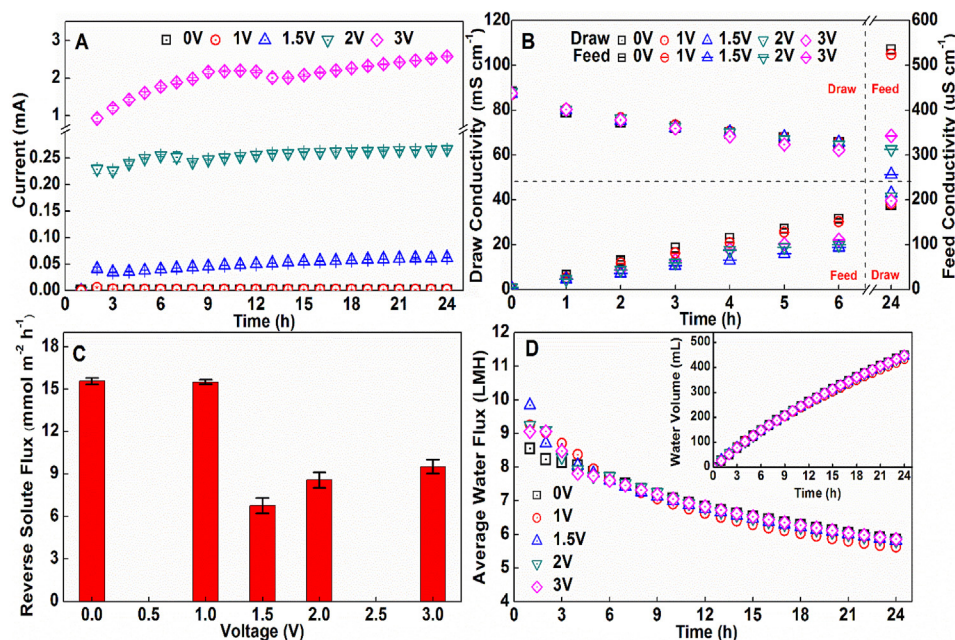 A
0V 1V 1.5V 2V 3V
Current (mA)
3
2
1
0.25
0.20
0.15
0.10
0.05
0.00
0 3 6 9 12 15 18 21 24
Time (h)
B
Draw 0V 1V 1.5V 2V 3V
Feed 0V 1V 1.5V 2V 3V
Draw Conductivity (mS cm-1)
120
100
80
60
40
20
0
Draw Feed
Feed Draw
600
500
400
300
200
100
0
Feed Conductivity (uS cm-1)
0 1 2 3 4 5 6 24
Time (h)
C
Reverse Solute Flux (mmol m-2 h-1)
18
15
12
9
6
3
0
0.0 0.5 1.0 1.5 2.0 2.5 3.0
Voltage (V)
D
Average Water Flux (LMH)
12
11
10
9
8
7
6
5
4
0V
1V
1.5V
2V
3V
0 3 6 9 12 15 18 21 24
Time (h)
Water Volume (mL)
500
400
300
200
100
0
0 3 6 9 12 15 18 21 24
Time (h)